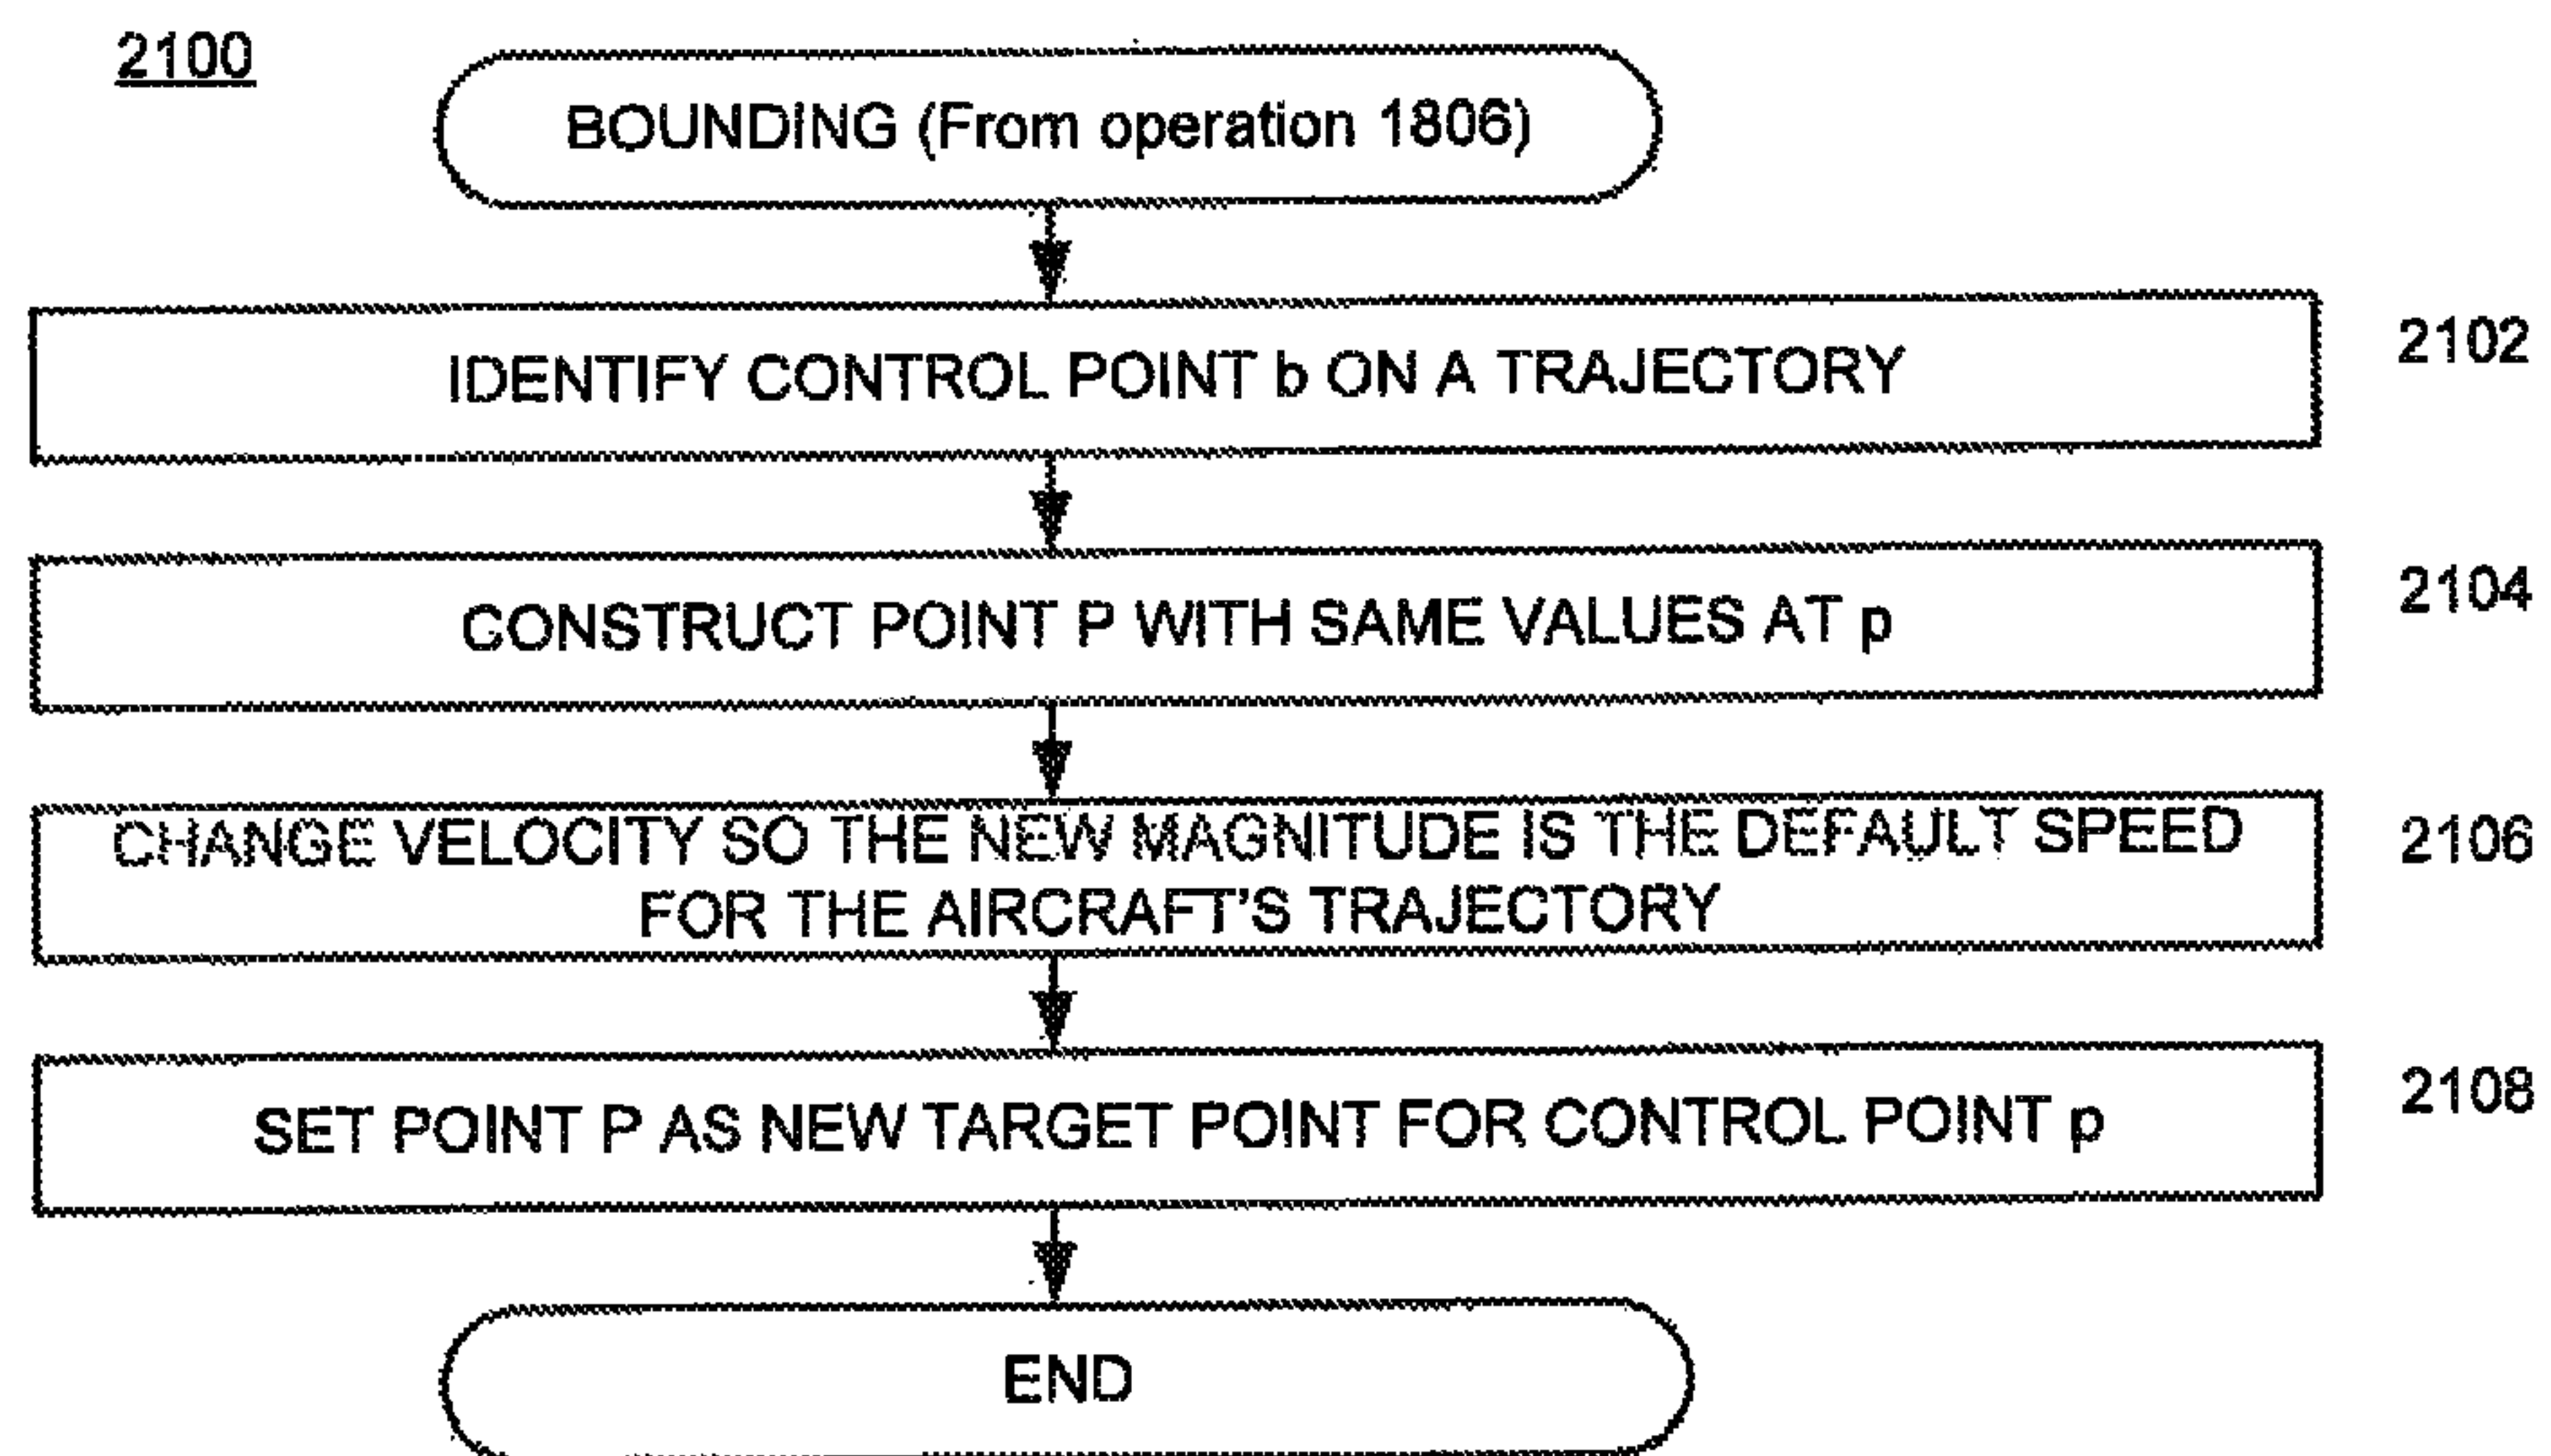 2100
BOUNDING (From operation 1806)
IDENTIFY CONTROL POINT b ON A TRAJECTORY
2102
CONSTRUCT POINT P WITH SAME VALUES AT p
2104
CHANGE VELOCITY SO THE NEW MAGNITUDE IS THE DEFAULT SPEED
FOR THE AIRCRAFT'S TRAJECTORY
2106
SET POINT P AS NEW TARGET POINT FOR CONTROL POINT p
2108
END